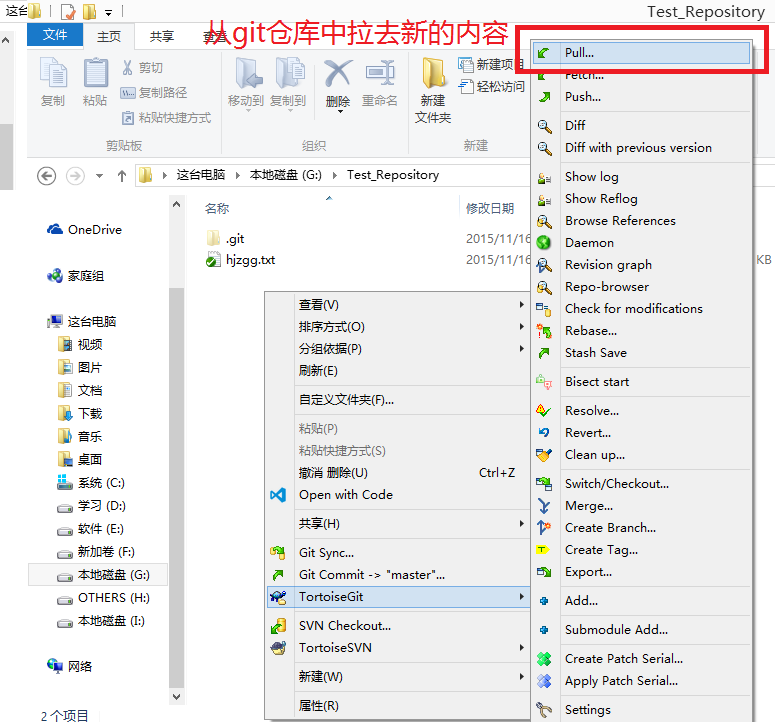 这台
Test_Repository
文件
主页
共享
查看
从git仓库中拉去新的内容
复制
粘贴
剪切
复制路径
粘贴快捷方式
剪贴板
移动到
复制到
删除
重命名
组织
新建
文件夹
新建项目
轻松访问
新建
这台电脑
本地磁盘 (G:)
Test_Repository
名称
修改日期
.git
2015/11/16
hjzgg.txt
2015/11/16
KB
OneDrive
家庭组
这台电脑
视频
图片
文档
下载
音乐
桌面
系统 (C:)
学习 (D:)
软件 (E:)
新加卷 (F:)
本地磁盘 (G:)
OTHERS (H:)
本地磁盘 (I:)
网络
2 个项目
查看(V)
排序方式(O)
分组依据(P)
刷新(E)
自定义文件夹(F)...
粘贴(P)
粘贴快捷方式(S)
撤消 删除(U) Ctrl+Z
Open with Code
共享(H)
Git Sync...
Git Commit -> "master"...
TortoiseGit
SVN Checkout...
TortoiseSVN
新建(W)
属性(R)
Pull...
Fetch...
Push...
Diff
Diff with previous version
Show log
Show Reflog
Browse References
Daemon
Revision graph
Repo-browser
Check for modifications
Rebase...
Stash Save
Bisect start
Resolve...
Revert...
Clean up...
Switch/Checkout...
Merge...
Create Branch...
Create Tag...
Export...
Add...
Submodule Add...
Create Patch Serial...
Apply Patch Serial...
Settings